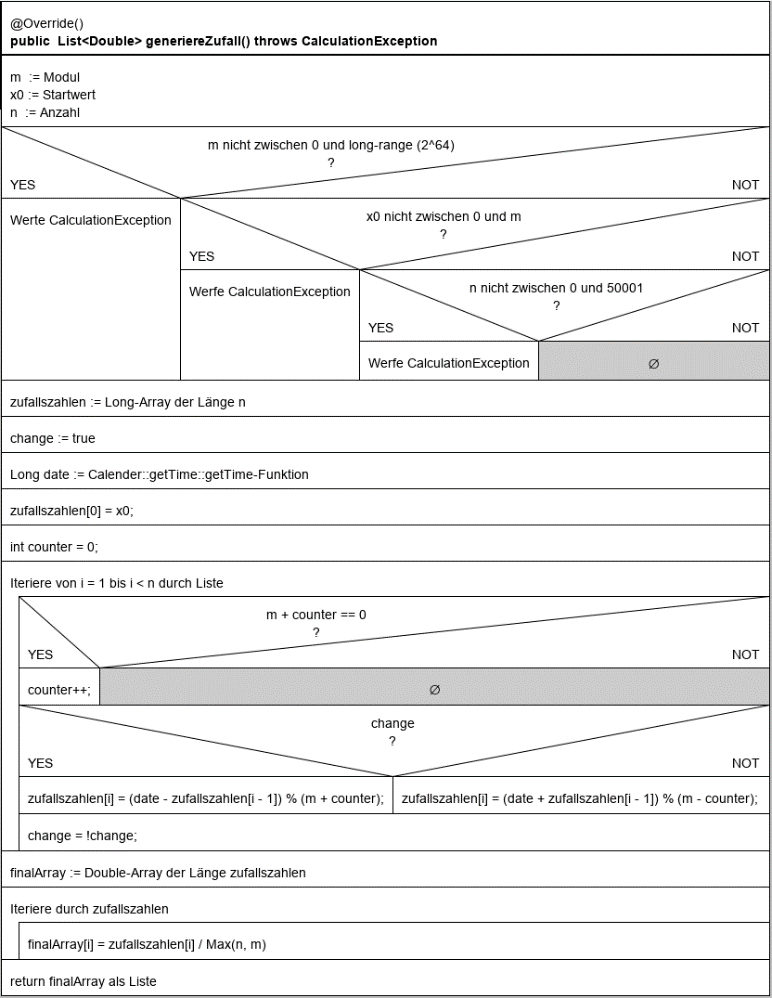 @Override()
public  List<Double> generiereZufall() throws CalculationException
m  := Modul
x0 := Startwert
n  := Anzahl
m nicht zwischen 0 und long-range (2^64)
?
YES
NOT
Werte CalculationException
x0 nicht zwischen 0 und m
?
YES
NOT
Werfe CalculationException
n nicht zwischen 0 und 50001
?
YES
NOT
Werfe CalculationException
∅
zufallszahlen := Long-Array der Länge n
change := true
Long date := Calender::getTime::getTime-Funktion
zufallszahlen[0] = x0;
int counter = 0;
Iteriere von i = 1 bis i < n durch Liste
m + counter == 0
?
YES
NOT
counter++;
∅
change
?
YES
NOT
zufallszahlen[i] = (date - zufallszahlen[i - 1]) % (m + counter);
zufallszahlen[i] = (date + zufallszahlen[i - 1]) % (m - counter);
change = !change;
finalArray := Double-Array der Länge zufallszahlen
Iteriere durch zufallszahlen
finalArray[i] = zufallszahlen[i] / Max(n, m)
return finalArray als Liste